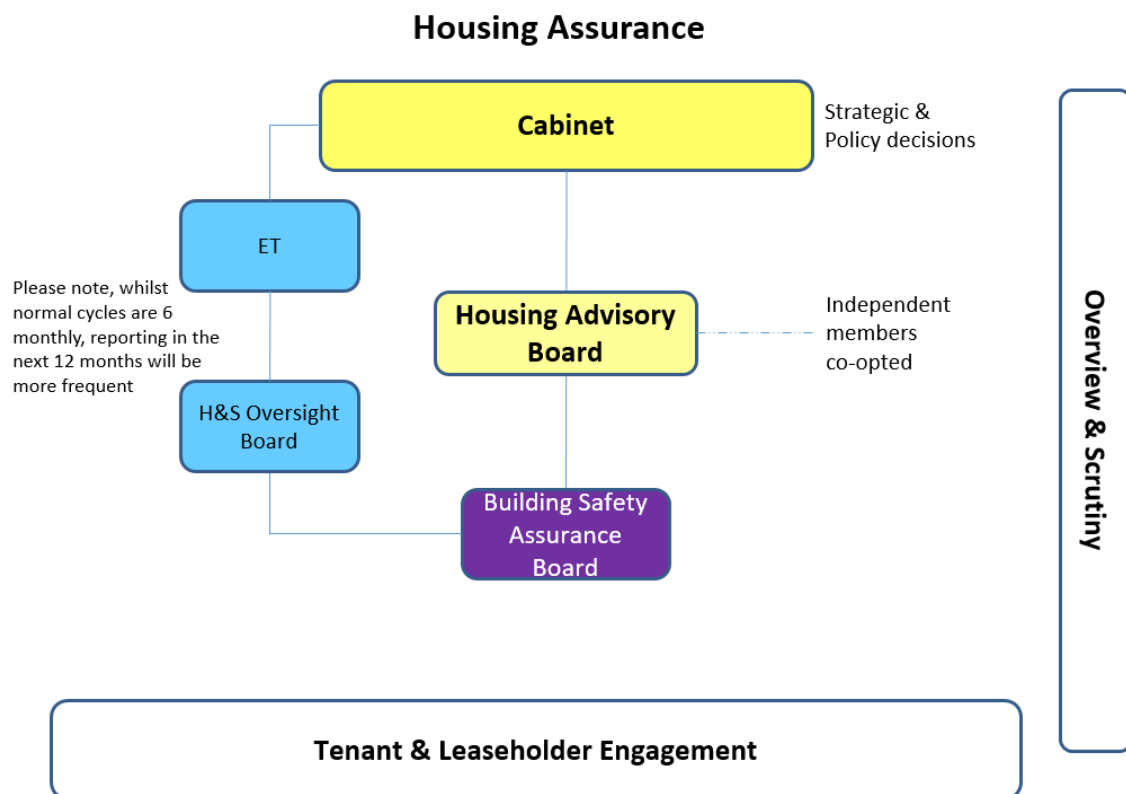 Housing Assurance
Cabinet
Strategic &
Policy decisions
ET
Please note, whilst
normal cycles are 6
monthly, reporting in the
next 12 months will be
more frequent
Housing Advisory
Board
Independent
members
co-opted
H&S Oversight
Board
Building Safety
Assurance
Board
Overview & Scrutiny
Tenant & Leaseholder Engagement